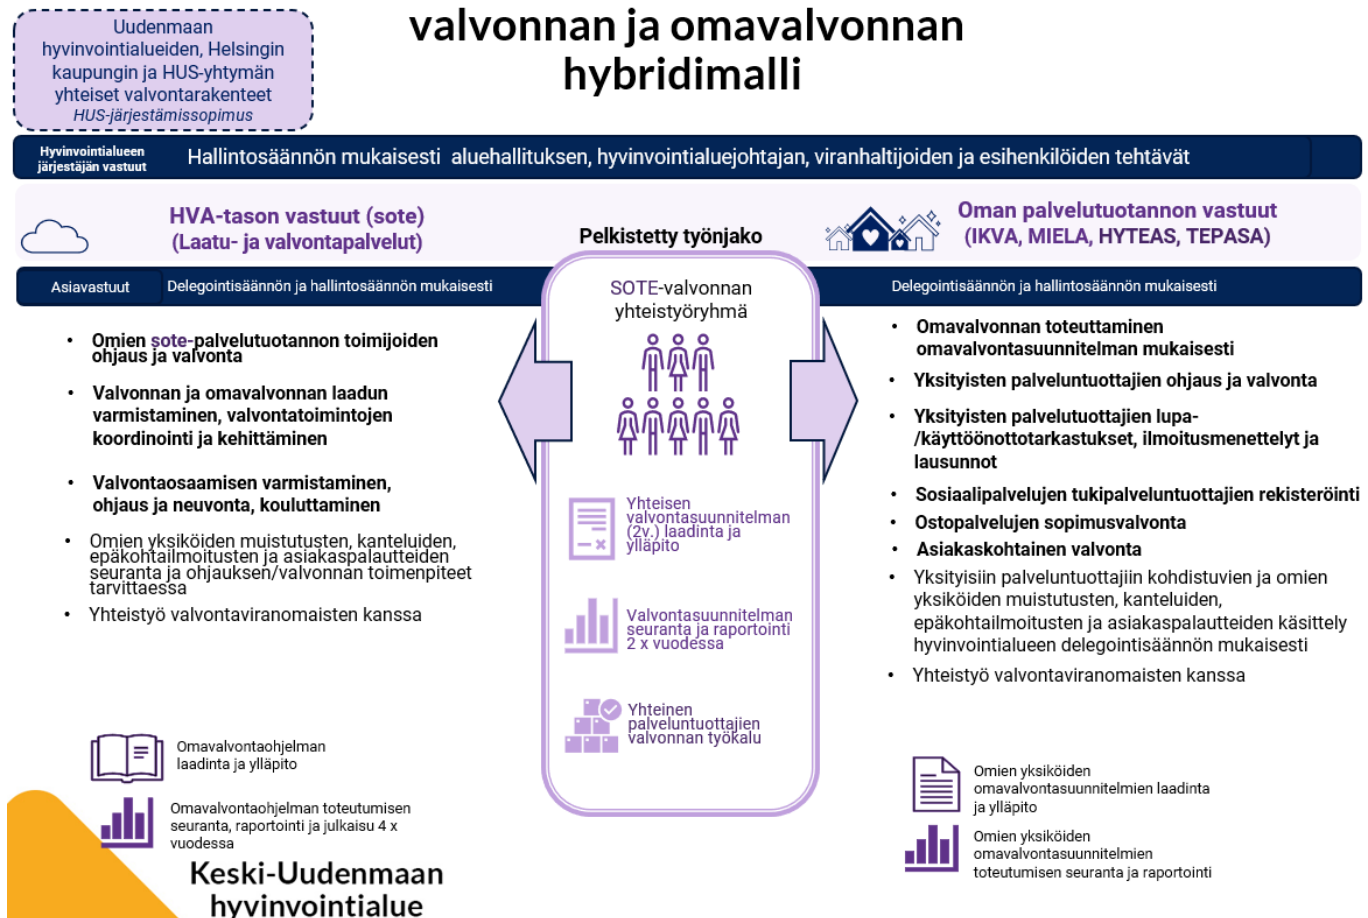 Uudenmaan
hyvinvointialueiden, Helsingin
kaupungin ja HUS-yhtymän
yhteiset valvontarakenteet
HUS-järjestämissopimus
valvonnan ja omavalvonnan
hybridimalli
Hyvinvointialueen
järjestäjän vastuut
Hallintosäännön mukaisesti aluehallituksen, hyvinvointialuejohtajan, viranhaltijoiden ja esihenkilöiden tehtävät
HVA-tason vastuut (sote)
(Laatu- ja valvontapalvelut)
Pelkistetty työnjako
Oman palvelutuotannon vastuut
(IKVA, MIELA, HYTEAS, TEPASA)
Asiavastuut
Delegointisäännön ja hallintosäännön mukaisesti
• Omien sote-palvelutuotannon toimijoiden
ohjaus ja valvonta
• Valvonnan ja omavalvonnan laadun
varmistaminen, valvontatoimintojen
koordinointi ja kehittäminen
• Valvontaosaamisen varmistaminen,
ohjaus ja neuvonta, kouluttaminen
• Omien yksiköiden muistutusten, kanteluiden,
epäkohtailmoitusten ja asiakaspalautteiden
seuranta ja ohjauksen/valvonnan toimenpiteet
tarvittaessa
• Yhteistyö valvontaviranomaisten kanssa
Omavalvontaohjelman
laadinta ja ylläpito
Omavalvontaohjelman toteutumisen
seuranta, raportointi ja julkaisu 4 x
vuodessa
SOTE-valvonnan
yhteistyöryhmä
Yhteisen
valvontasuunnitelman
(2v.) laadinta ja
ylläpito
Valvontasuunnitelman
seuranta ja raportointi
2 x vuodessa
Yhteinen
palveluntuottajien
valvonnan työkalu
Delegointisäännön ja hallintosäännön mukaisesti
• Omavalvonnan toteuttaminen
omavalvontasuunnitelman mukaisesti
• Yksityisten palveluntuottajien ohjaus ja valvonta
• Yksityisten palvelutuottajien lupa-
/käyttöönottotarkastukset, ilmoitusmenettelyt ja
lausunnot
• Sosiaalipalvelujen tukipalveluntuottajien rekisteröinti
• Ostopalvelujen sopimusvalvonta
• Asiakaskohtainen valvonta
• Yksityisiin palveluntuottajiin kohdistuvien ja omien
yksiköiden muistutusten, kanteluiden,
epäkohtailmoitusten ja asiakaspalautteiden käsittely
hyvinvointialueen delegointisäännön mukaisesti
• Yhteistyö valvontaviranomaisten kanssa
Omien yksiköiden
omavalvontasuunnitelmien laadinta
ja ylläpito
Omien yksiköiden
omavalvontasuunnitelmien
toteutumisen seuranta ja raportointi
Keski-Uudenmaan
hyvinvointialue